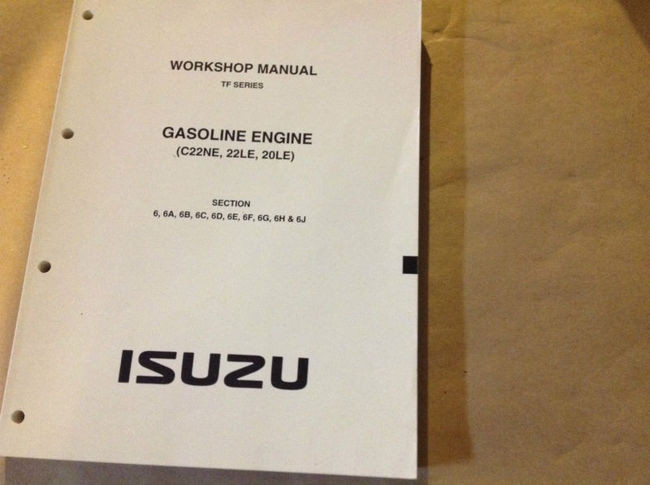 WORKSHOP MANUAL
TF SERIES
GASOLINE ENGINE
(C22NE, 22LE, 20LE)
SECTION
6, 6A, 6B, 6C, 6D, 6E, 6F, 6G, 6H & 6J
ISUZU